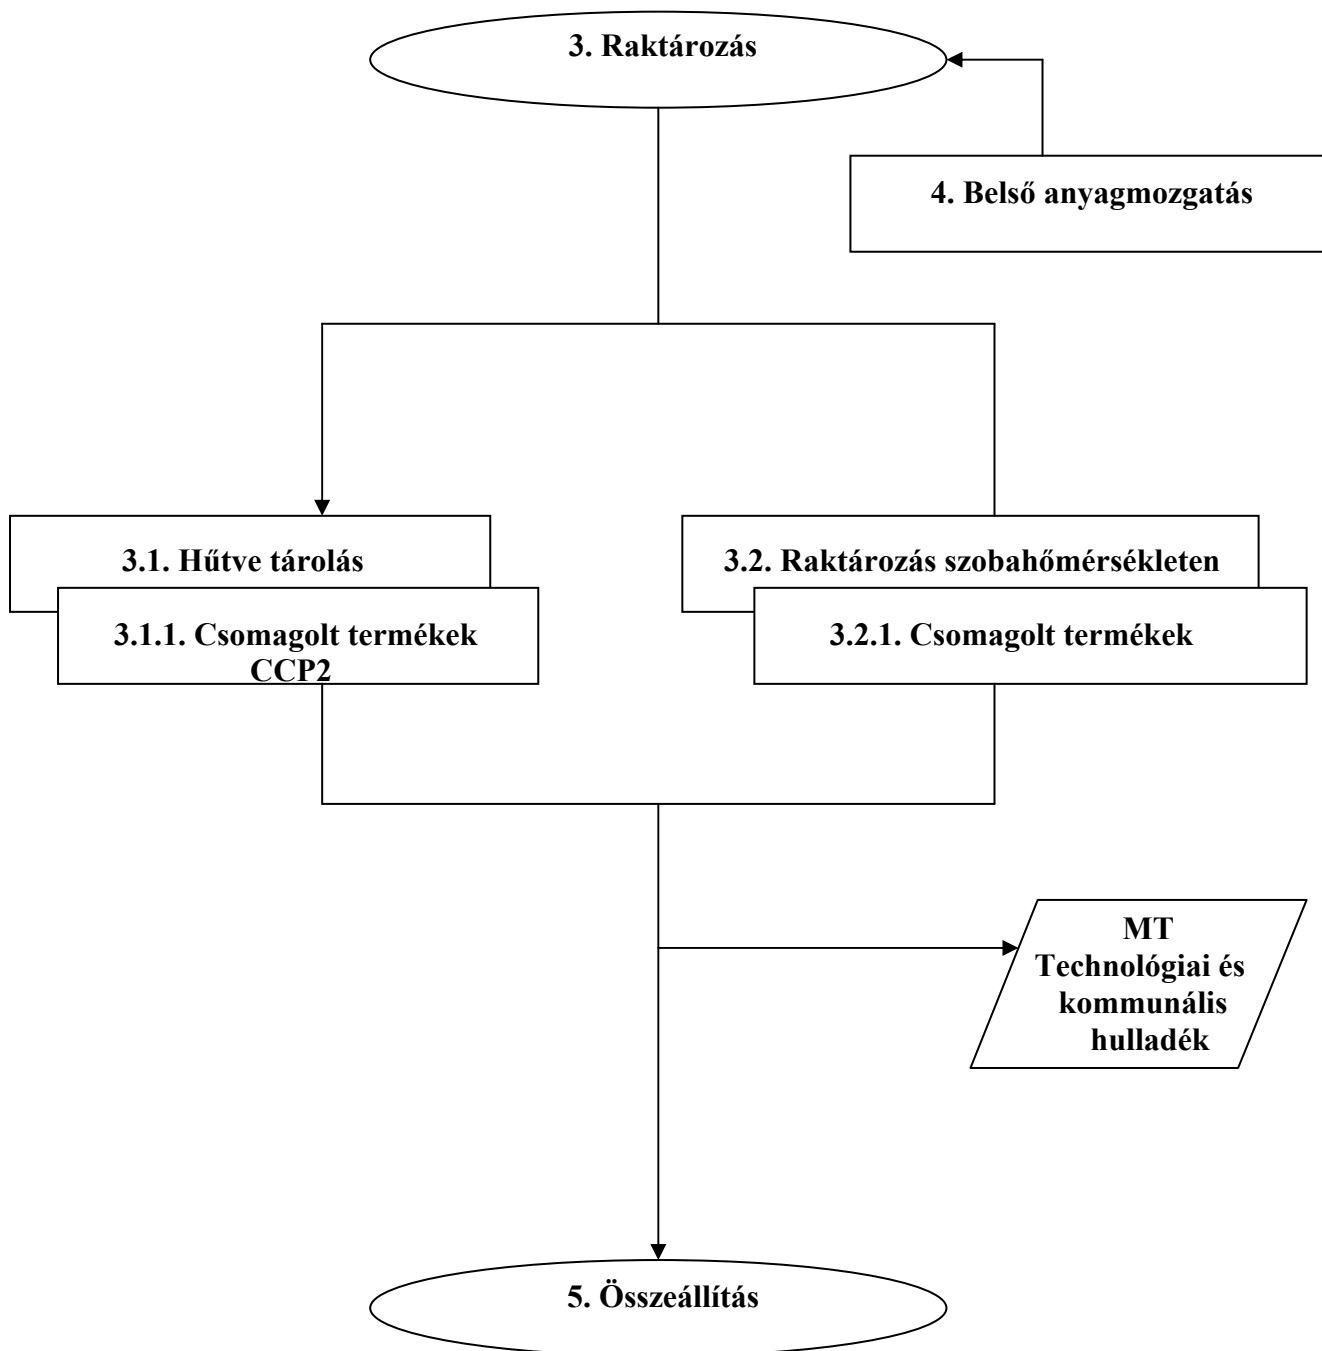 3. Raktározás
4. Belső anyagmozgatás
3.1. Hűtve tárolás
3.1.1. Csomagolt termékek
CCP2
3.2. Raktározás szobahőmérsékleten
3.2.1. Csomagolt termékek
MT
Technológiai és
kommunális
hulladék
5. Összeállítás